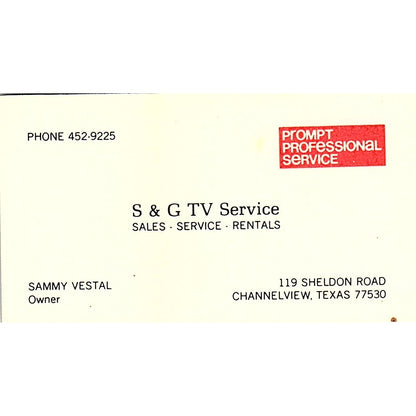 PHONE 452-9225
PrOMPT
PrOFeSSIONaL
SerVICe
S & G TV Service
SALES - SERVICE - RENTALS
SAMMY VESTAL
Owner
119 SHELDON ROAD
CHANNELVIEW, TEXAS 77530